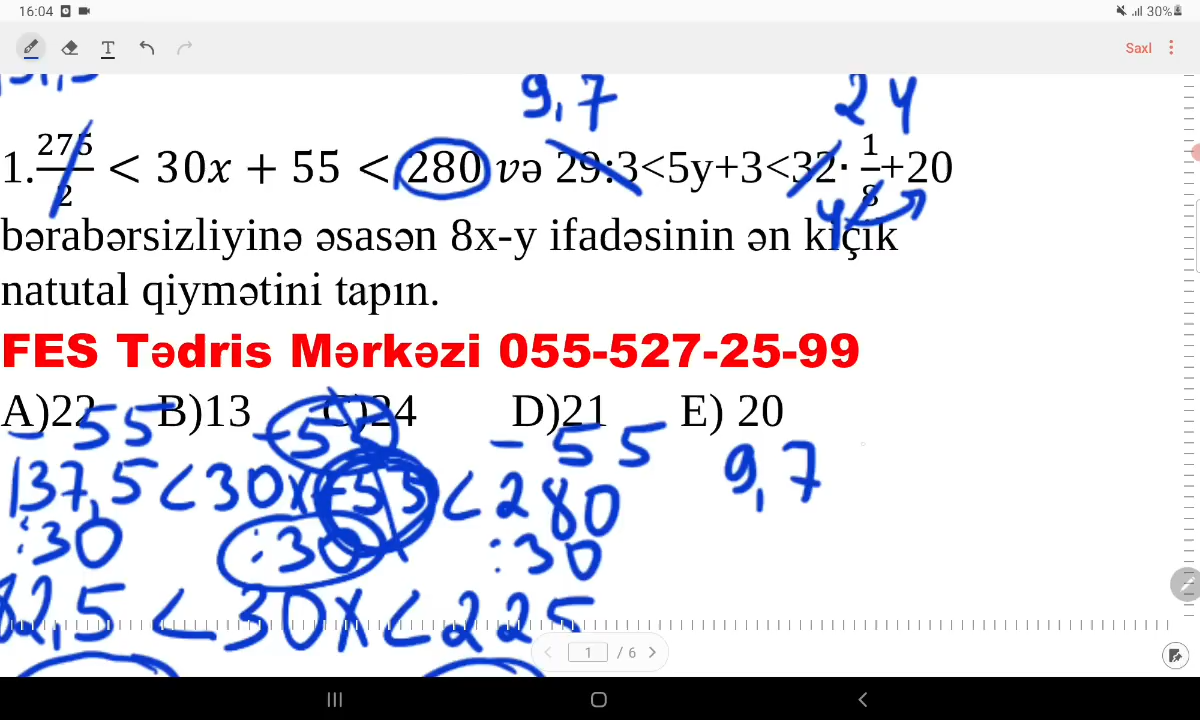 16:04 30%
Saxl
9,7 24
1. 275/2 < 30x + 55 < 280 və 29:3<5y+3<32· 1/8 +20
4
bərabərsizliyinə əsasən 8x-y ifadəsinin ən kiçik
natutal qiymətini tapın.
FES Tədris Mərkəzi 055-527-25-99
A)22 B)13 C)24 D)21 E) 20
-55 -55 -55
137,5 < 30x+55 < 280 9,7
:30 :30 :30
82,5 < 30x < 225
1 / 6